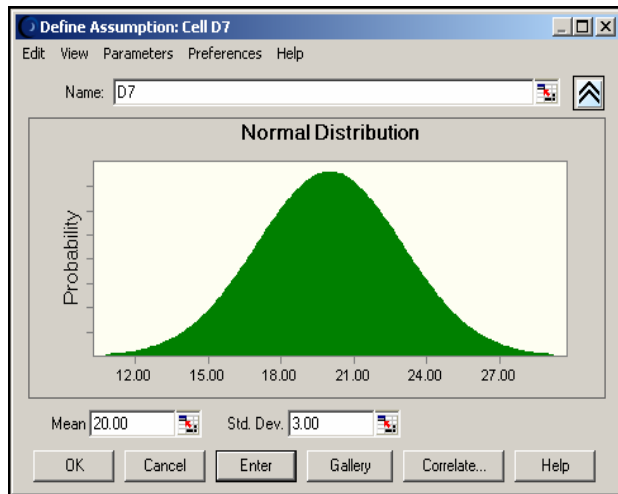 Define Assumption: Cell D7
Edit View Parameters Preferences Help
Name: D7
Normal Distribution
Probability
12.00 15.00 18.00 21.00 24.00 27.00
Mean 20.00 Std. Dev. 3.00
OK Cancel Enter Gallery Correlate... Help